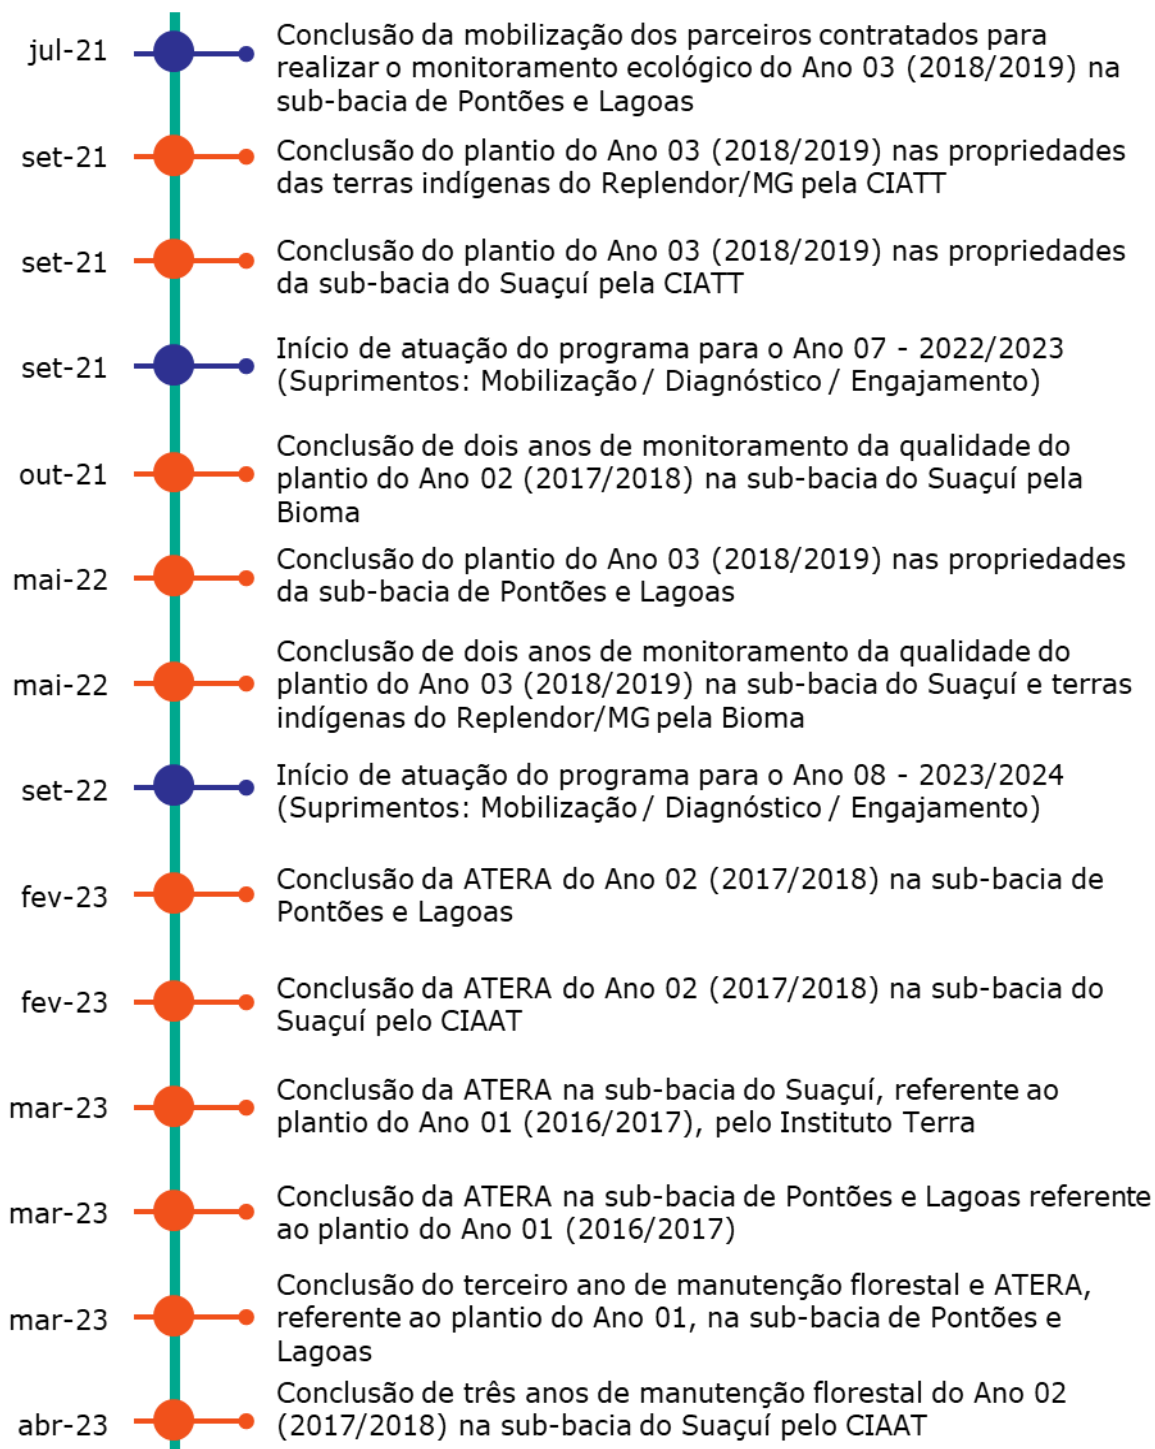 jul-21
Conclusão da mobilização dos parceiros contratados para
realizar o monitoramento ecológico do Ano 03 (2018/2019) na
sub-bacia de Pontões e Lagoas
set-21
Conclusão do plantio do Ano 03 (2018/2019) nas propriedades
das terras indígenas do Replendor/MG pela CIATT
set-21
Conclusão do plantio do Ano 03 (2018/2019) nas propriedades
da sub-bacia do Suaçuí pela CIATT
set-21
Início de atuação do programa para o Ano 07 - 2022/2023
(Suprimentos: Mobilização / Diagnóstico / Engajamento)
out-21
Conclusão de dois anos de monitoramento da qualidade do
plantio do Ano 02 (2017/2018) na sub-bacia do Suaçuí pela
Bioma
mai-22
Conclusão do plantio do Ano 03 (2018/2019) nas propriedades
da sub-bacia de Pontões e Lagoas
mai-22
Conclusão de dois anos de monitoramento da qualidade do
plantio do Ano 03 (2018/2019) na sub-bacia do Suaçuí e terras
indígenas do Replendor/MG pela Bioma
set-22
Início de atuação do programa para o Ano 08 - 2023/2024
(Suprimentos: Mobilização / Diagnóstico / Engajamento)
fev-23
Conclusão da ATERA do Ano 02 (2017/2018) na sub-bacia de
Pontões e Lagoas
fev-23
Conclusão da ATERA do Ano 02 (2017/2018) na sub-bacia do
Suaçuí pelo CIAAT
mar-23
Conclusão da ATERA na sub-bacia do Suaçuí, referente ao
plantio do Ano 01 (2016/2017), pelo Instituto Terra
mar-23
Conclusão da ATERA na sub-bacia de Pontões e Lagoas referente
ao plantio do Ano 01 (2016/2017)
mar-23
Conclusão do terceiro ano de manutenção florestal e ATERA,
referente ao plantio do Ano 01, na sub-bacia de Pontões e
Lagoas
abr-23
Conclusão de três anos de manutenção florestal do Ano 02
(2017/2018) na sub-bacia do Suaçuí pelo CIAAT